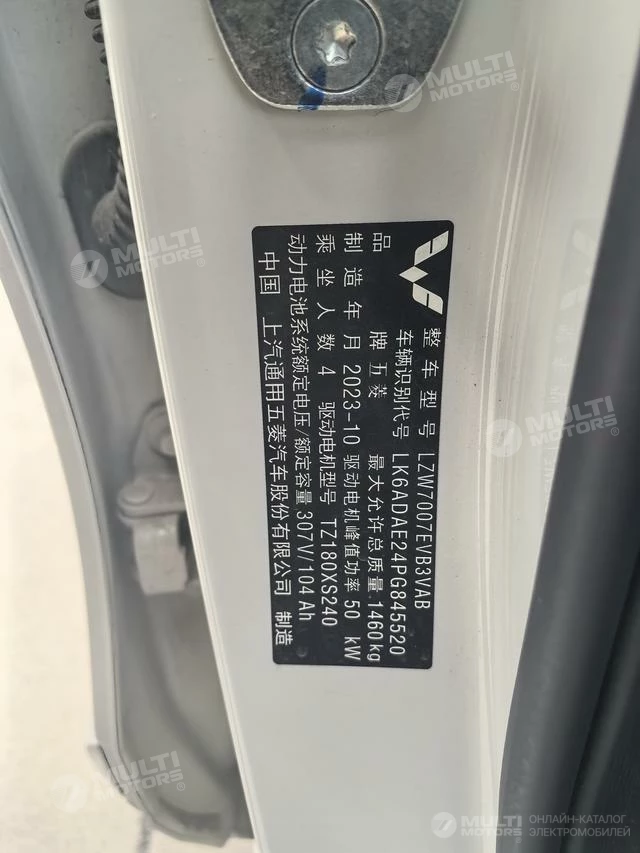 整车型号 LZW7007EVB3VAB
车辆识别代号 LK6ADAE24PG845520
品 牌 五菱 最大允许总质量 1460kg
制造年月 2023-10 驱动电机峰值功率 50 kW
乘坐人数 4 驱动电机型号 TZ180XS240
动力电池系统额定电压/额定容量 307V/104Ah
中国 上汽通用五菱汽车股份有限公司 制造
MULTI
MOTORS®
MULTI
MOTORS®
MULTI
MOTORS®
MULTI
MOTORS®
MULTI
MOTORS®
ОНЛАЙН-КАТАЛОГ
ЭЛЕКТРОМОБИЛЕЙ